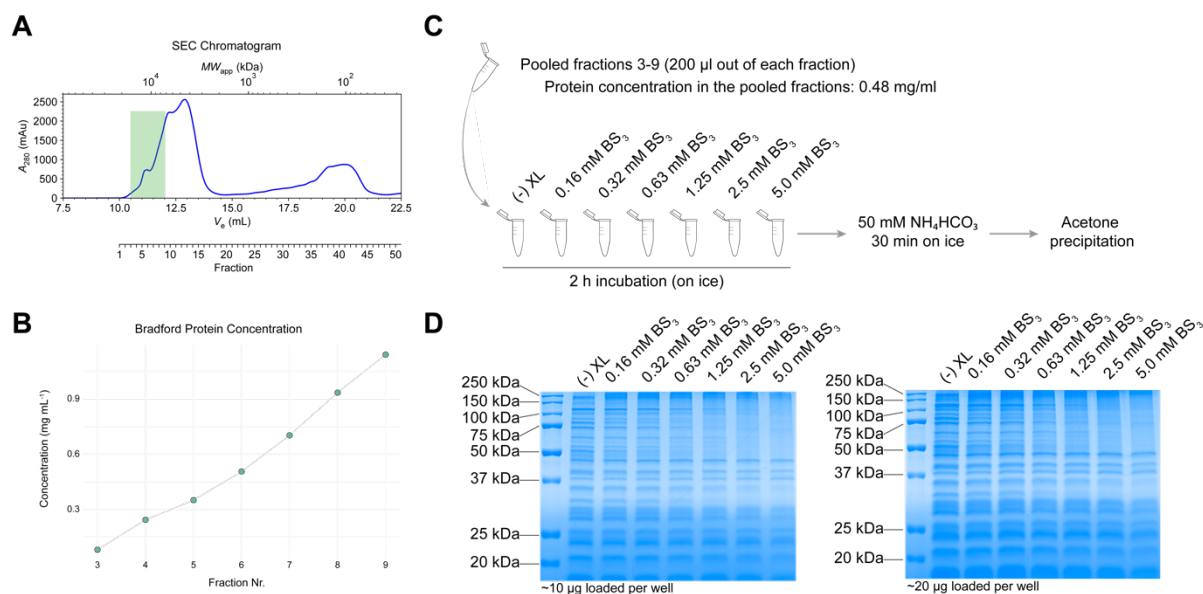 A
SEC Chromatogram
MWapp (kDa)
10⁴ 10³ 10²
A280 (mAu)
2500
2000
1500
1000
500
0
7.5 10.0 12.5 15.0 17.5 20.0 22.5
Ve (mL)
1 5 10 15 20 25 30 35 40 45 50
Fraction
B
Bradford Protein Concentration
Concentration (mg mL⁻¹)
0.9
0.6
0.3
3 4 5 6 7 8 9
Fraction Nr.
C
Pooled fractions 3-9 (200 µl out of each fraction)
Protein concentration in the pooled fractions: 0.48 mg/ml
(-) XL
0.16 mM BS₃
0.32 mM BS₃
0.63 mM BS₃
1.25 mM BS₃
2.5 mM BS₃
5.0 mM BS₃
2 h incubation (on ice)
50 mM NH₄HCO₃
30 min on ice
Acetone
precipitation
D
(-) XL
0.16 mM BS₃
0.32 mM BS₃
0.63 mM BS₃
1.25 mM BS₃
2.5 mM BS₃
5.0 mM BS₃
250 kDa
150 kDa
100 kDa
75 kDa
50 kDa
37 kDa
25 kDa
20 kDa
~10 µg loaded per well
(-) XL
0.16 mM BS₃
0.32 mM BS₃
0.63 mM BS₃
1.25 mM BS₃
2.5 mM BS₃
5.0 mM BS₃
250 kDa
150 kDa
100 kDa
75 kDa
50 kDa
37 kDa
25 kDa
20 kDa
~20 µg loaded per well